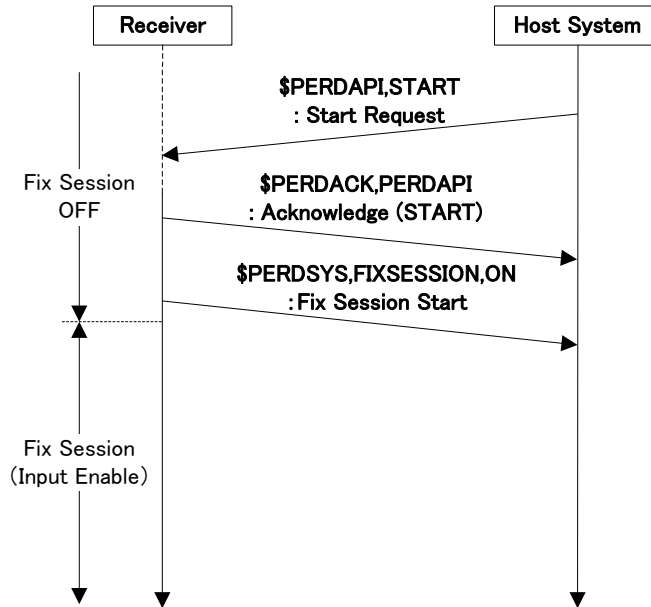 Receiver
Host System
$PERDAPI,START
: Start Request
Fix Session
OFF
$PERDACK,PERDAPI
: Acknowledge (START)
$PERDSYS,FIXSESSION,ON
:Fix Session Start
Fix Session
(Input Enable)